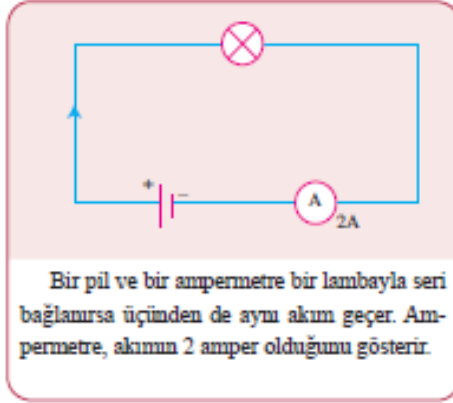 + −
A
2A
Bir pil ve bir ampermetre bir lambayla seri
bağlanırsa üçünden de aynı akım geçer. Am-
permetre, akımın 2 amper olduğunu gösterir.